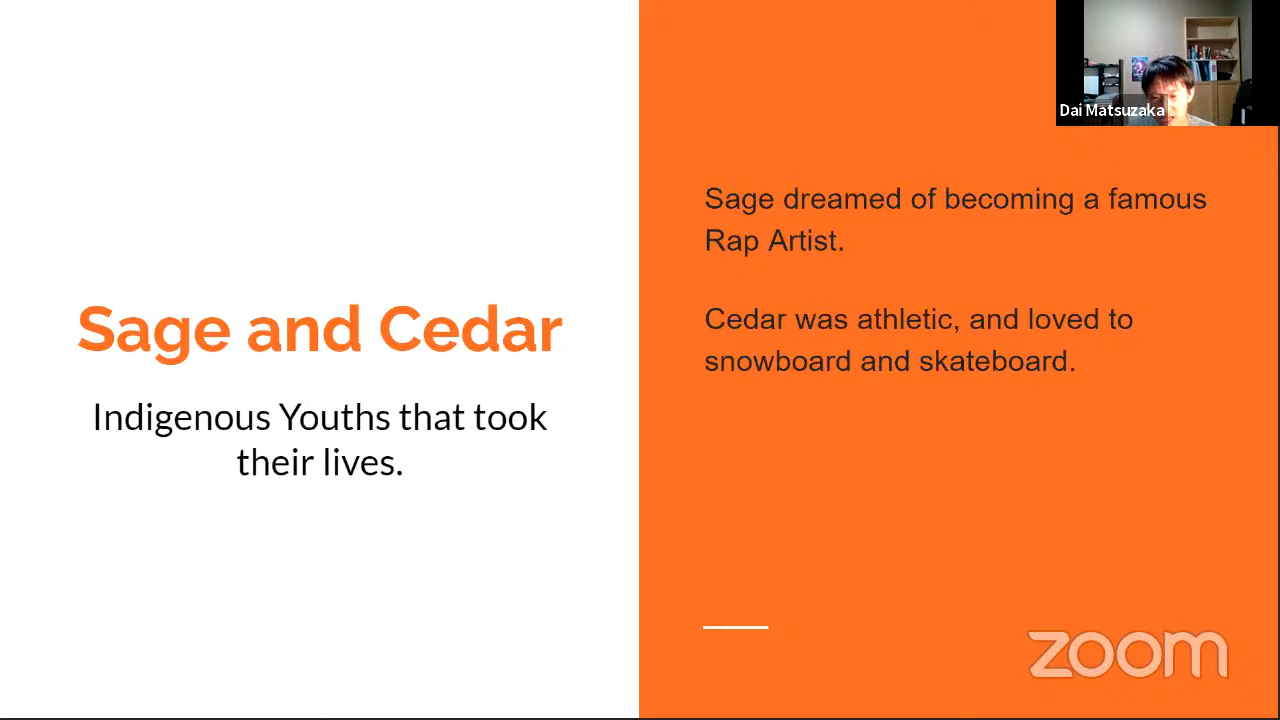 Sage and Cedar
Indigenous Youths that took
their lives.
Dai Matsuzaka
Sage dreamed of becoming a famous
Rap Artist.
Cedar was athletic, and loved to
snowboard and skateboard.
zoom